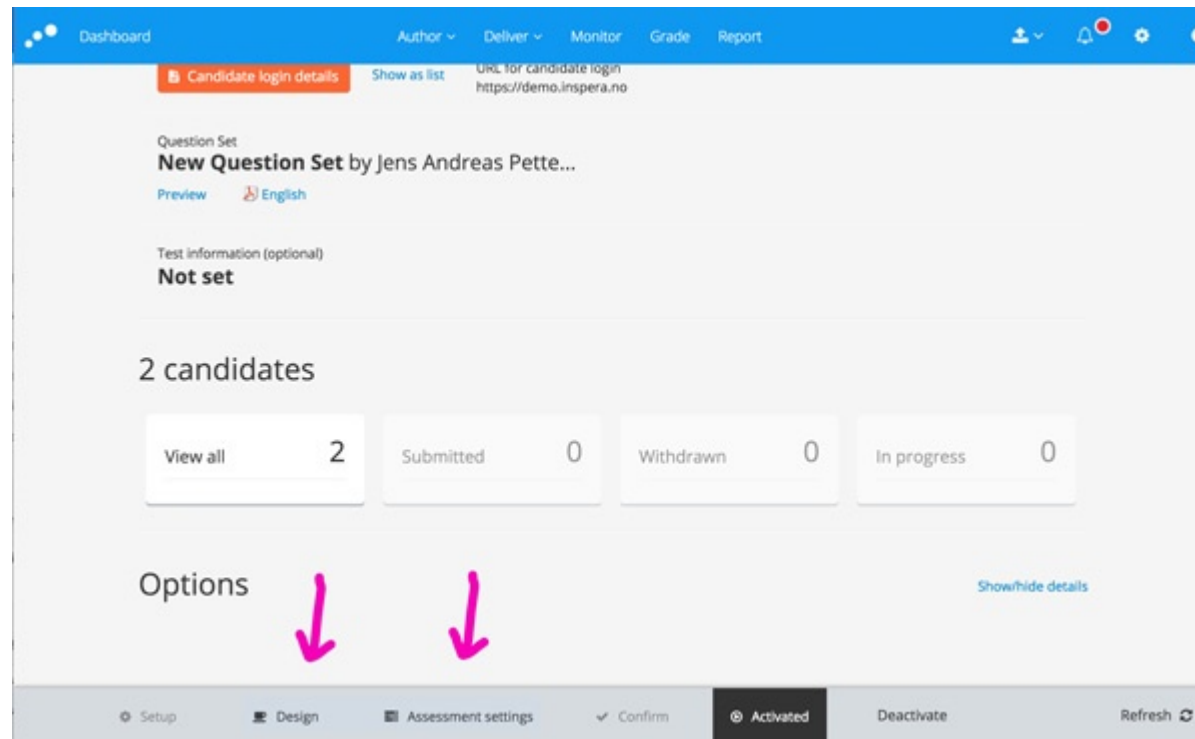 Dashboard Author Deliver Monitor Grade Report
Candidate login details Show as list URL for candidate login
https://demo.inspera.no
Question Set
New Question Set by Jens Andreas Pette...
Preview English
Test information (optional)
Not set
2 candidates
View all 2 Submitted 0 Withdrawn 0 In progress 0
Options Show/hide details
Setup Design Assessment settings Confirm Activated Deactivate Refresh